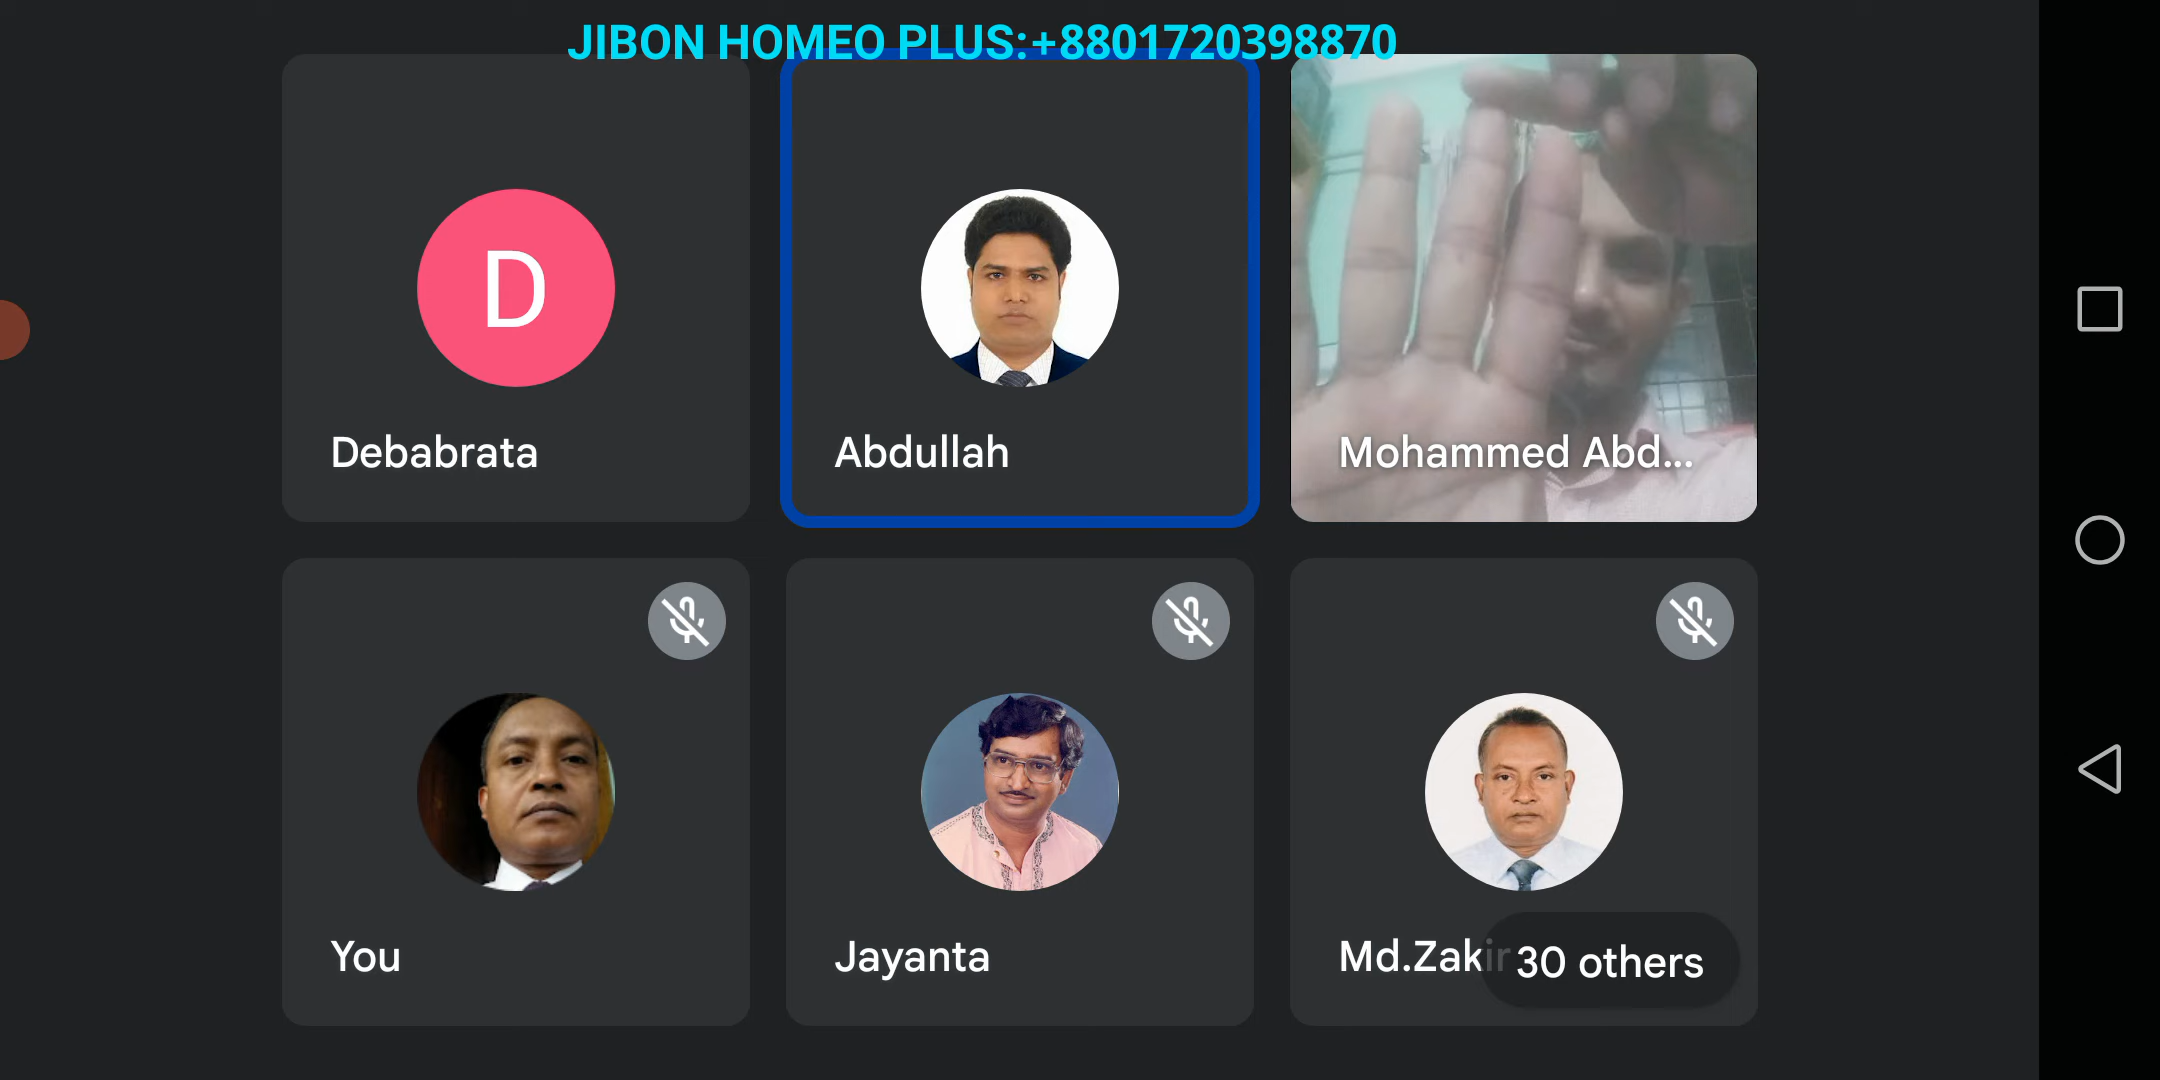 JIBON HOMEO PLUS:+8801720398870
D
Debabrata
Abdullah
Mohammed Abd...
You
Jayanta
Md.Zakir
30 others